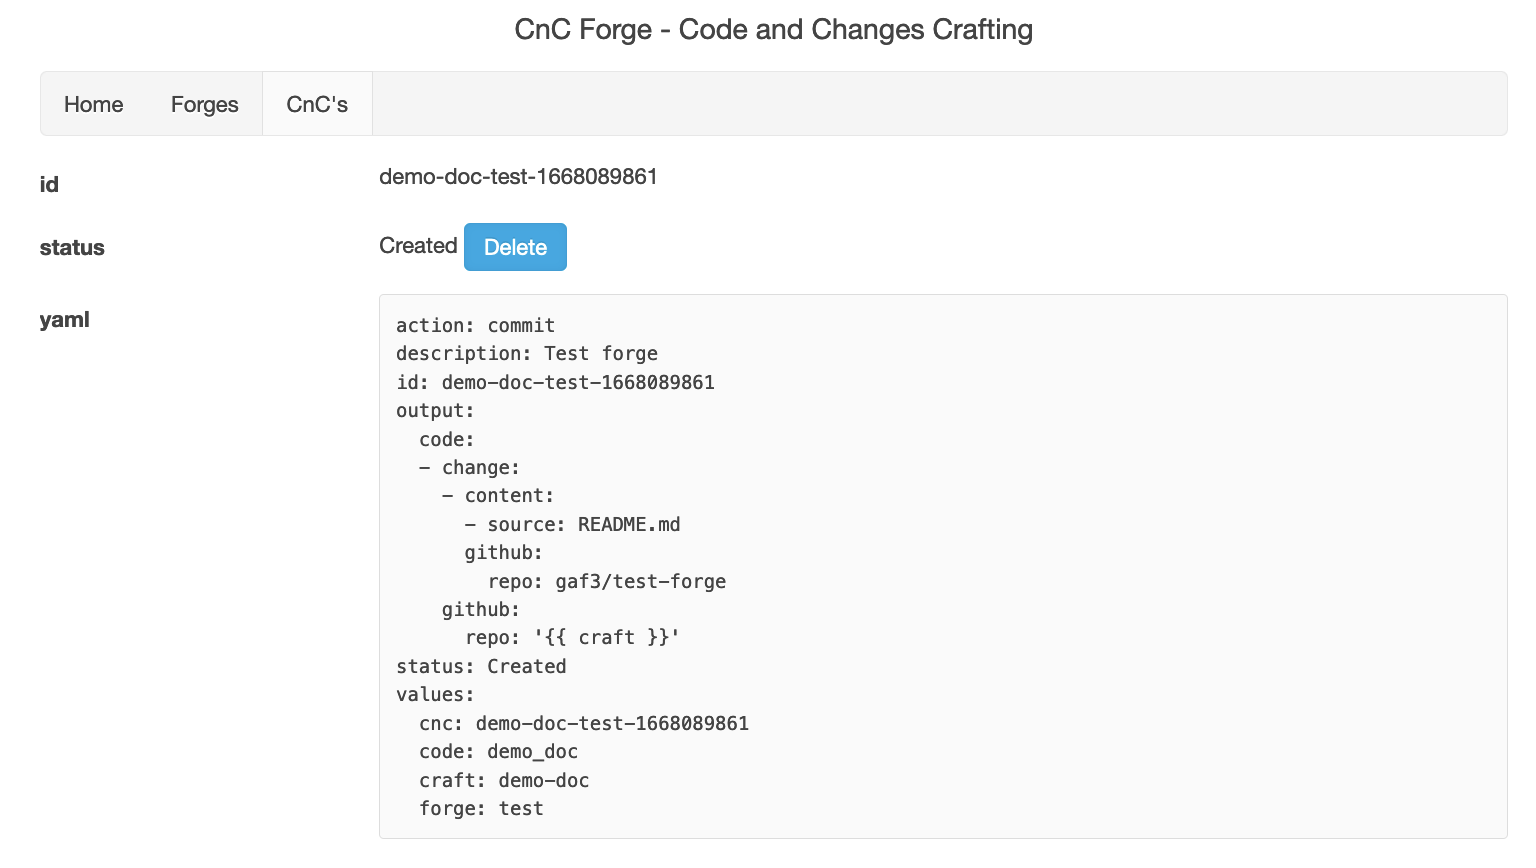 CnC Forge - Code and Changes Crafting
Home Forges CnC's
id demo-doc-test-1668089861
status Created Delete
yaml
action: commit
description: Test forge
id: demo-doc-test-1668089861
output:
  code:
  - change:
    - content:
      - source: README.md
      github:
        repo: gaf3/test-forge
    github:
      repo: '{{ craft }}'
status: Created
values:
  cnc: demo-doc-test-1668089861
  code: demo_doc
  craft: demo-doc
  forge: test